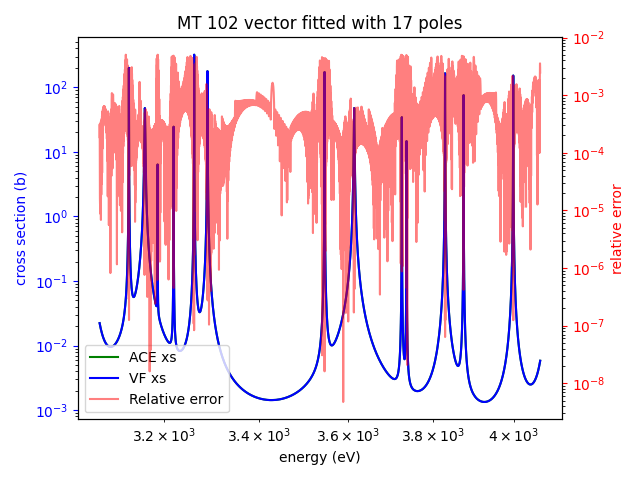 MT 102 vector fitted with 17 poles
cross section (b)
10²
10¹
10⁰
10⁻¹
10⁻²
10⁻³
10⁻²
10⁻³
10⁻⁴
10⁻⁵
10⁻⁶
10⁻⁷
10⁻⁸
relative error
ACE xs
VF xs
Relative error
3.2 × 10³ 3.4 × 10³ 3.6 × 10³ 3.8 × 10³ 4 × 10³
energy (eV)